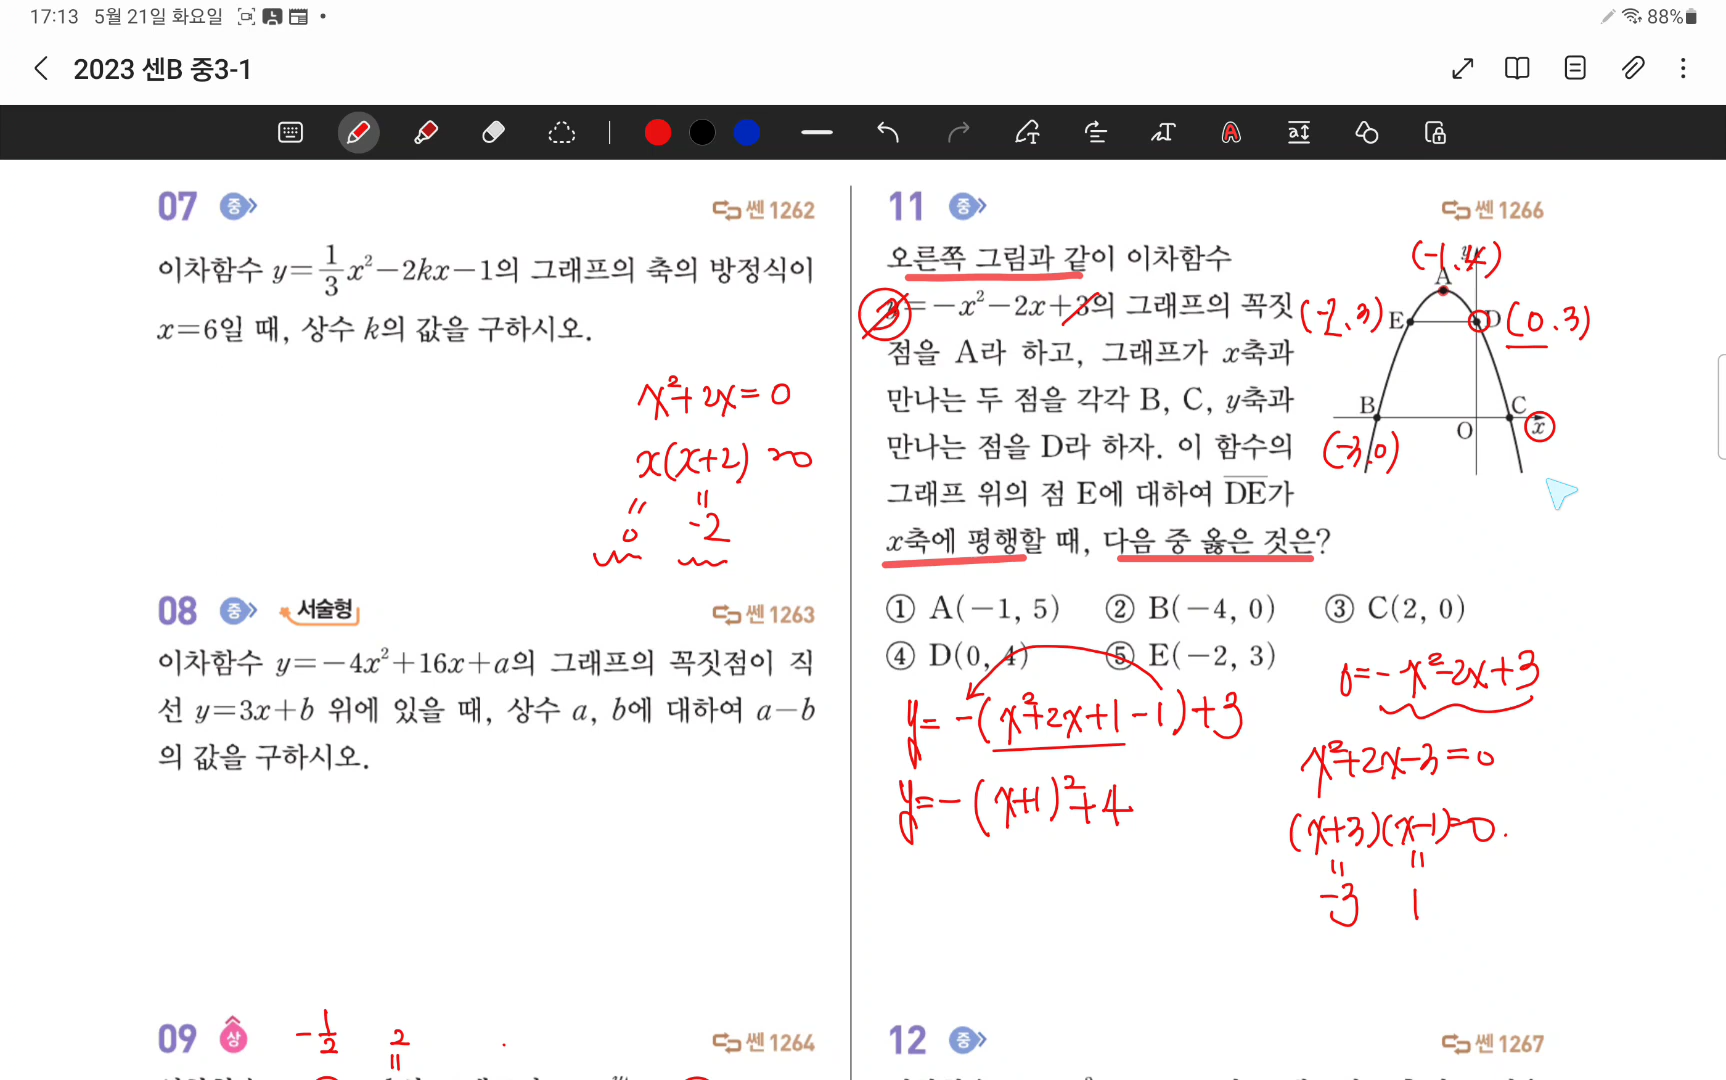 17:13 5월 21일 화요일
88%
2023 센B 중3-1
07 중 쎈 1262
이차함수 y=1/3x²-2kx-1의 그래프의 축의 방정식이
x=6일 때, 상수 k의 값을 구하시오.
x²+2x=0
x(x+2)=0
= =
0 -2
08 중 서술형 쎈 1263
이차함수 y=-4x²+16x+a의 그래프의 꼭짓점이 직
선 y=3x+b 위에 있을 때, 상수 a, b에 대하여 a-b
의 값을 구하시오.
09 상 쎈 1264
-1/2 2
=
11 중 쎈 1266
오른쪽 그림과 같이 이차함수
y=-x²-2x+3의 그래프의 꼭짓
점을 A라 하고, 그래프가 x축과
만나는 두 점을 각각 B, C, y축과
만나는 점을 D라 하자. 이 함수의
그래프 위의 점 E에 대하여 DE가
x축에 평행할 때, 다음 중 옳은 것은?
(-1.4)
A y
(-2.3) E D (0.3)
B C
O x
(-3.0)
① A(-1, 5) ② B(-4, 0) ③ C(2, 0)
④ D(0, 4) ⑤ E(-2, 3)
y=-(x²+2x+1-1)+3
y=-(x+1)²+4
0=-x²-2x+3
x²+2x-3=0
(x+3)(x-1)=0.
= =
-3 1
12 중 쎈 1267